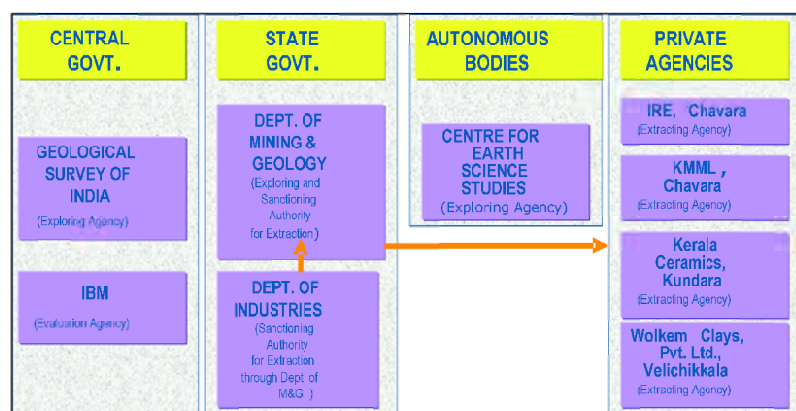 CENTRAL
GOVT.
GEOLOGICAL
SURVEY OF
INDIA
(Exploring Agency)
IBM
(Evaluation Agency)
STATE
GOVT.
DEPT. OF
MINING &
GEOLOGY
(Exploring and
Sanctioning
Authority
for Extraction)
DEPT. OF
INDUSTRIES
(Sanctioning
Authority
for Extraction
through Dept of
M&G )
AUTONOMOUS
BODIES
CENTRE FOR
EARTH
SCIENCE
STUDIES
(Exploring Agency)
PRIVATE
AGENCIES
IRE, Chavara
(Extracting Agency)
KMML ,
Chavara
(Extracting Agency)
Kerala
Ceramics,
Kundara
(Extracting Agency)
Wolkem Clays,
Pvt. Ltd.,
Velichikkala
(Extracting Agency)